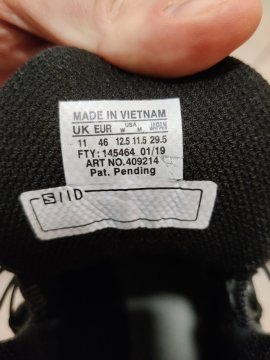 MADE IN VIETNAM
UK EUR USA W M JAPAN
11 46 12.5 11.5 29.5
FTY: 145464 01/19
ART NO.409214
Pat. Pending
S/ID